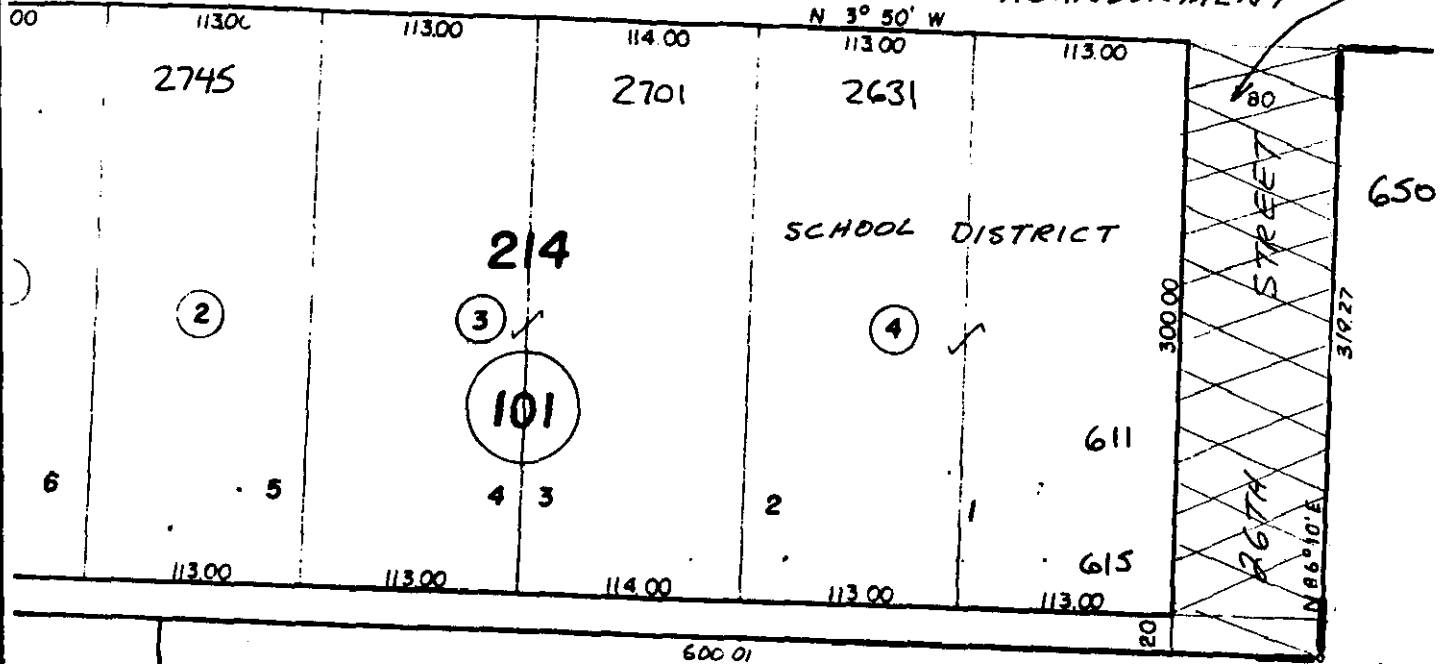 ABANDONMENT
N 3° 50' W
00 113.00 113.00 114.00 113.00 113.00
2745 2701 2631
80
650
SCHOOL DISTRICT
214
STREET
2 3 4
300.00
319.27
101
611
6 5 4 3 2 1
26TH
N 86° 10' E
615
113.00 113.00 114.00 113.00 113.00
20
600 01